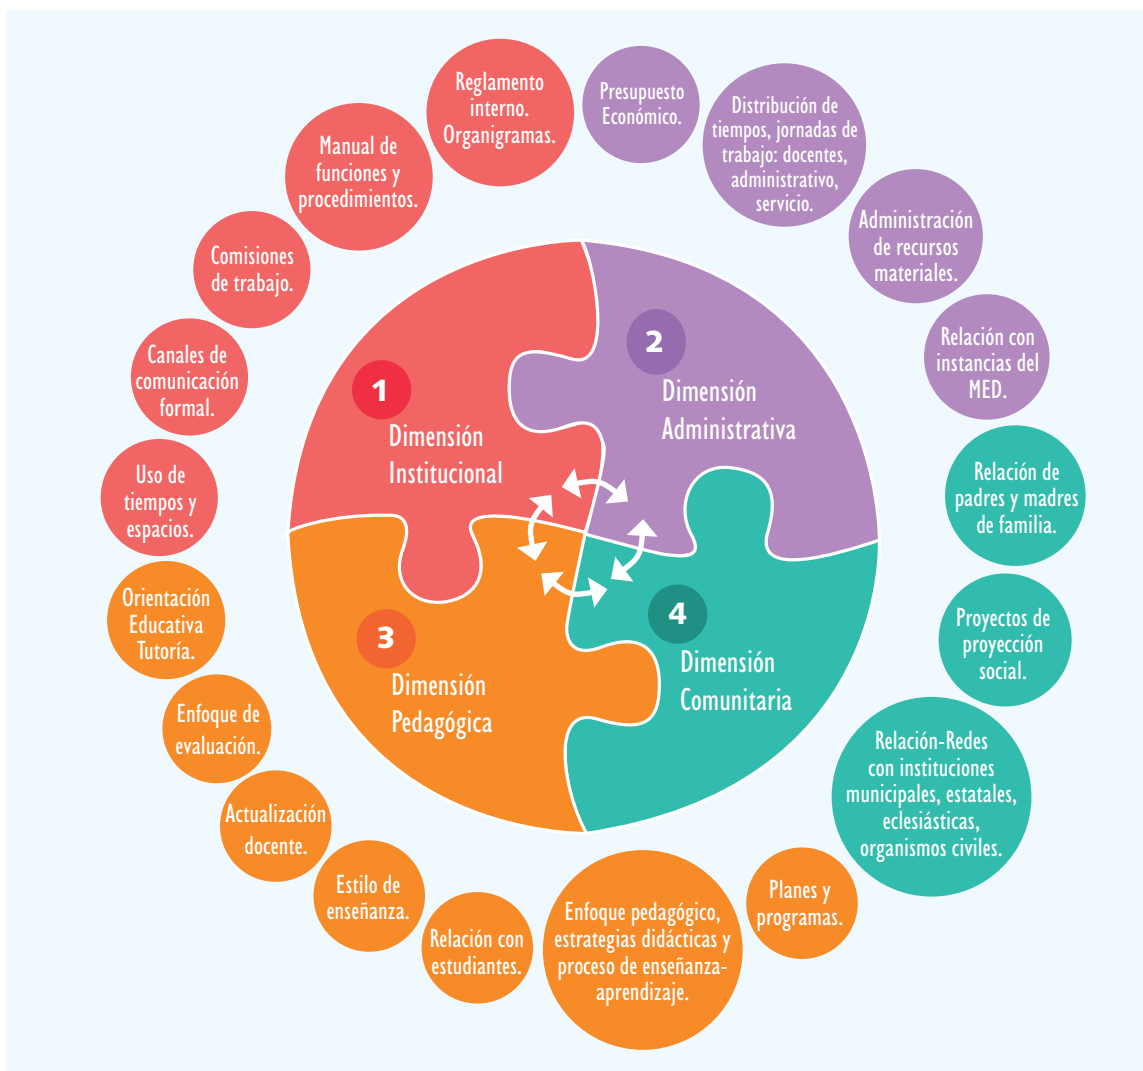 Reglamento
interno.
Organigramas.
Presupuesto
Económico.
Distribución de
tiempos, jornadas de
trabajo: docentes,
administrativo,
servicio.
Manual de
funciones y
procedimientos.
Administración
de recursos
materiales.
Comisiones
de trabajo.
Relación con
instancias del
MED.
Canales de
comunicación
formal.
1
Dimensión
Institucional
2
Dimensión
Administrativa
Uso de
tiempos y
espacios.
Relación de
padres y madres
de familia.
Orientación
Educativa
Tutoría.
3
Dimensión
Pedagógica
4
Dimensión
Comunitaria
Proyectos de
proyección
social.
Enfoque de
evaluación.
Relación-Redes
con instituciones
municipales, estatales,
eclesiásticas,
organismos civiles.
Actualización
docente.
Estilo de
enseñanza.
Relación con
estudiantes.
Enfoque pedagógico,
estrategias didácticas y
proceso de enseñanza-
aprendizaje.
Planes y
programas.